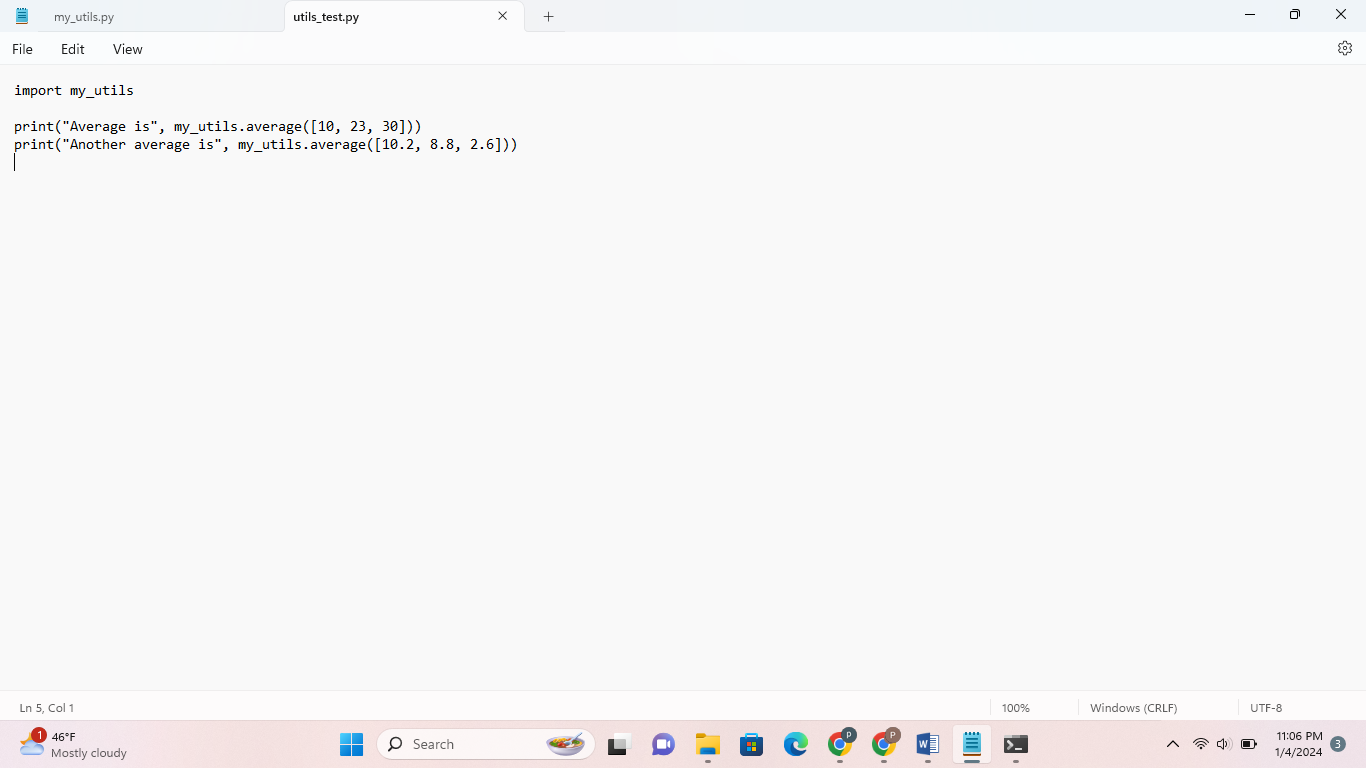 my_utils.py
utils_test.py
File Edit View
import my_utils
print("Average is", my_utils.average([10, 23, 30]))
print("Another average is", my_utils.average([10.2, 8.8, 2.6]))
Ln 5, Col 1
100%
Windows (CRLF)
UTF-8
1
46°F
Mostly cloudy
Search
P
P
W
11:06 PM
1/4/2024
3